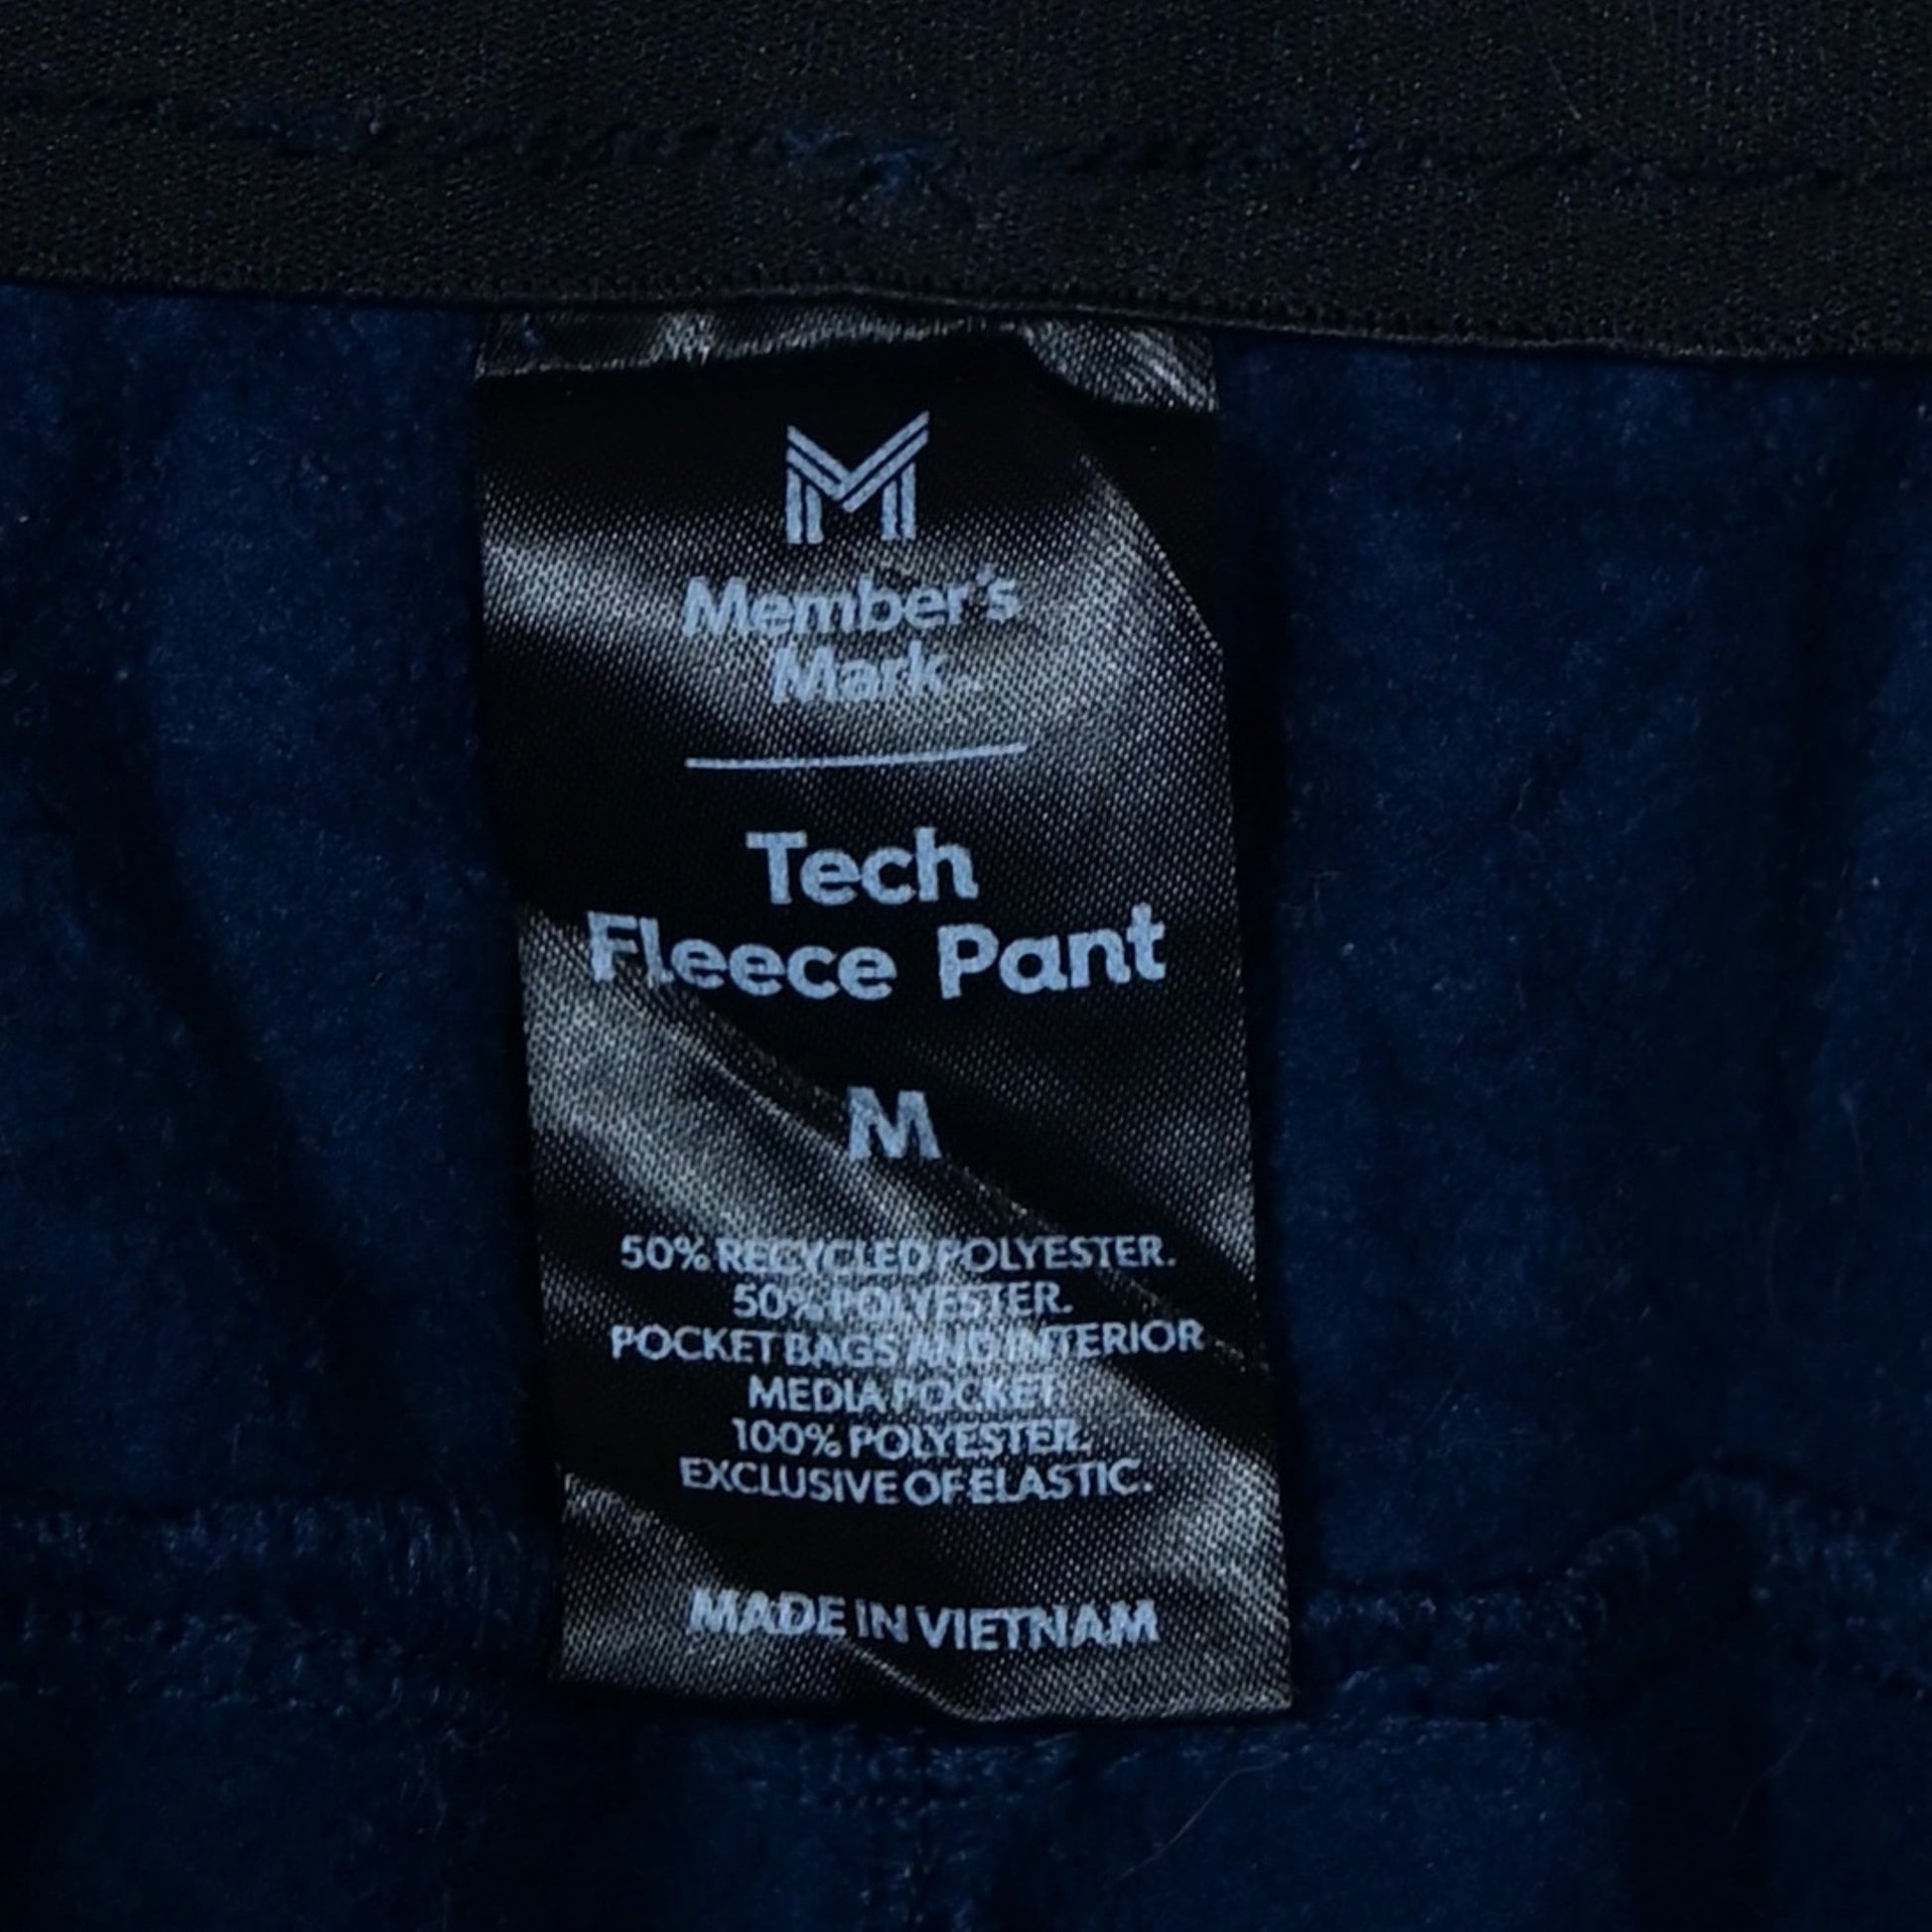 M
Member's
Mark™
Tech
Fleece Pant
M
50% RECYCLED POLYESTER.
50% POLYESTER.
POCKET BAGS AND INTERIOR
MEDIA POCKET:
100% POLYESTER.
EXCLUSIVE OF ELASTIC.
MADE IN VIETNAM